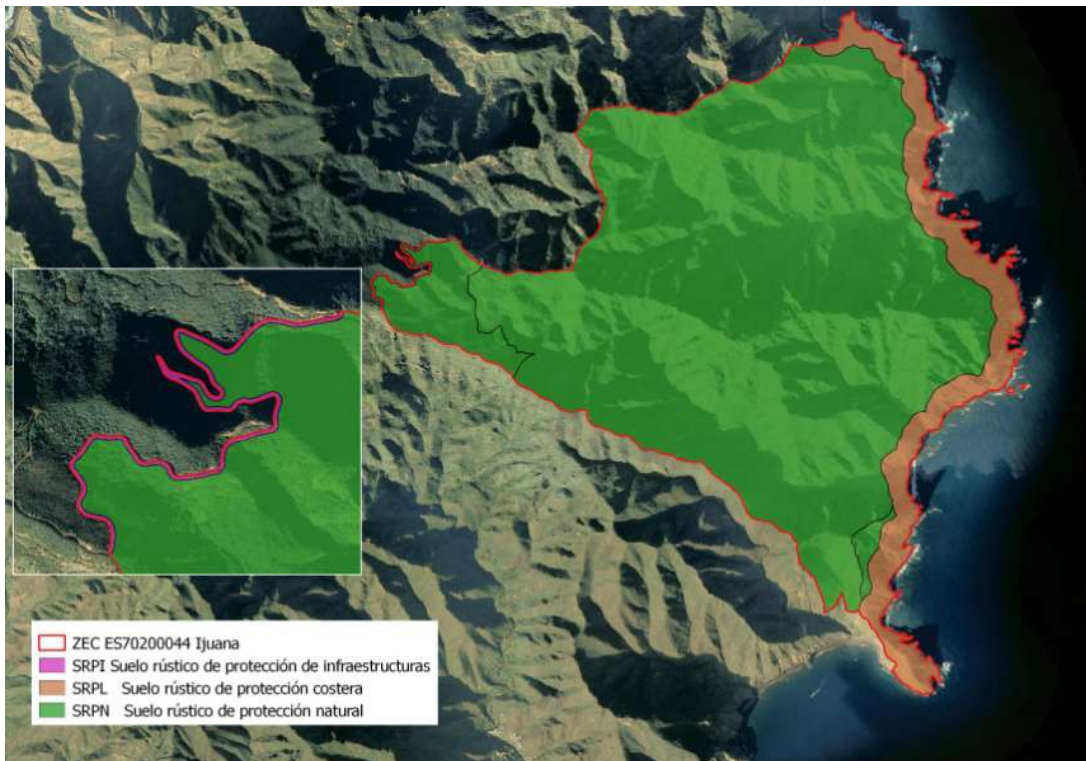 ZEC ES70200044 Ijuana
SRPI Suelo rústico de protección de infraestructuras
SRPL Suelo rústico de protección costera
SRPN Suelo rústico de protección natural